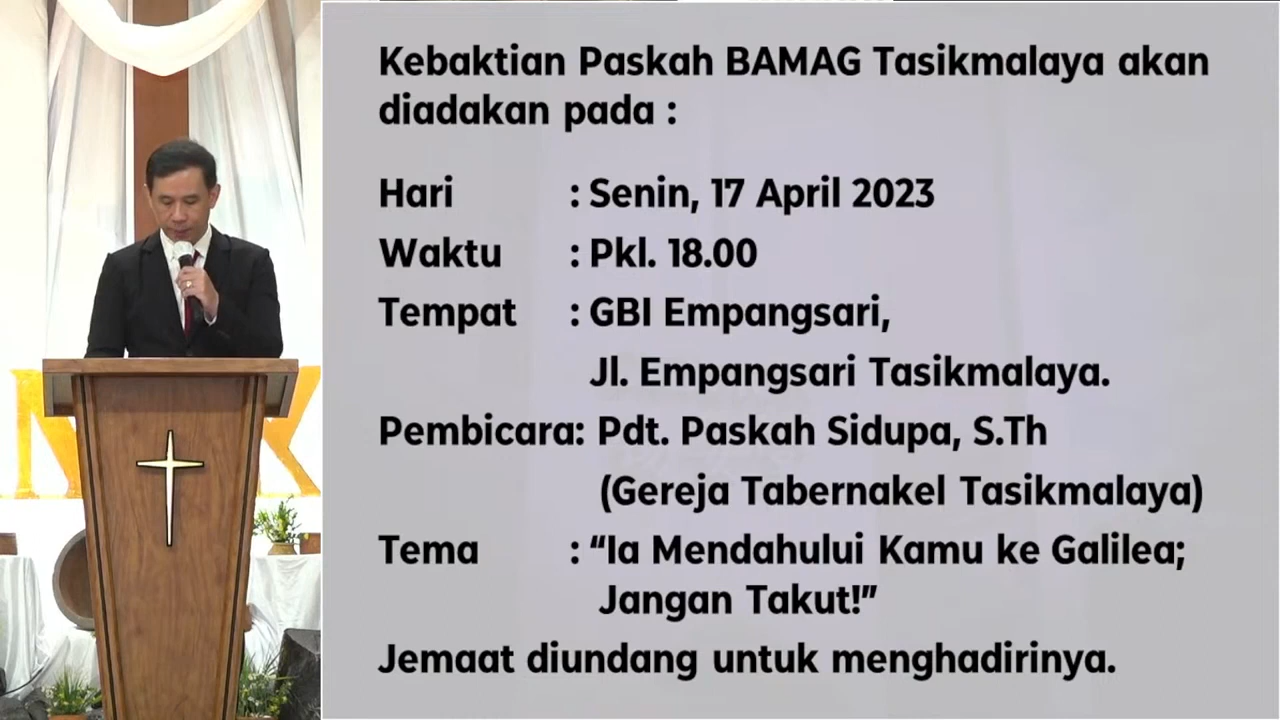 Kebaktian Paskah BAMAG Tasikmalaya akan
diadakan pada :
Hari : Senin, 17 April 2023
Waktu : Pkl. 18.00
Tempat : GBI Empangsari,
Jl. Empangsari Tasikmalaya.
Pembicara: Pdt. Paskah Sidupa, S.Th
(Gereja Tabernakel Tasikmalaya)
Tema : “Ia Mendahului Kamu ke Galilea;
Jangan Takut!”
Jemaat diundang untuk menghadirinya.